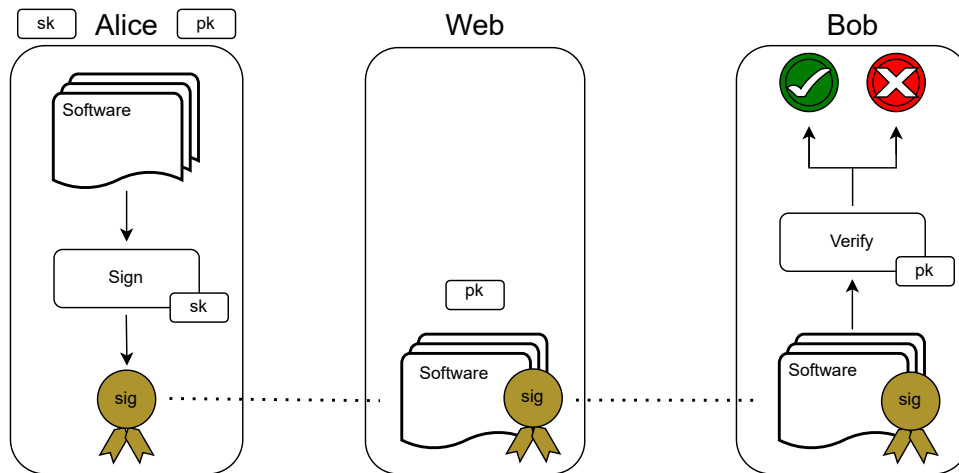 sk
Alice
pk
Software
Sign
sk
sig
Web
pk
Software
sig
Bob
Verify
pk
Software
sig